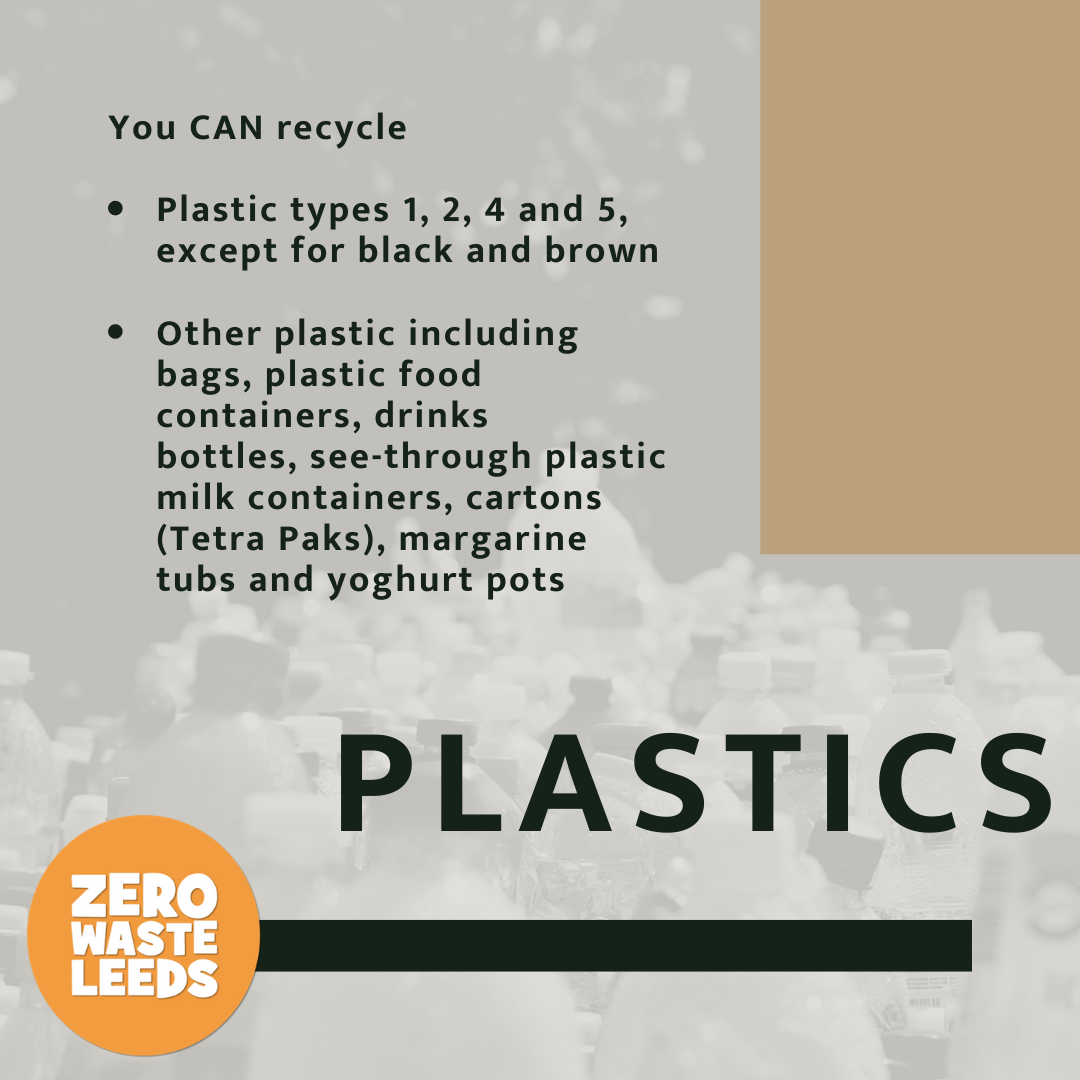 You CAN recycle
• Plastic types 1, 2, 4 and 5,
except for black and brown
• Other plastic including
bags, plastic food
containers, drinks
bottles, see-through plastic
milk containers, cartons
(Tetra Paks), margarine
tubs and yoghurt pots
PLASTICS
ZERO
WASTE
LEEDS